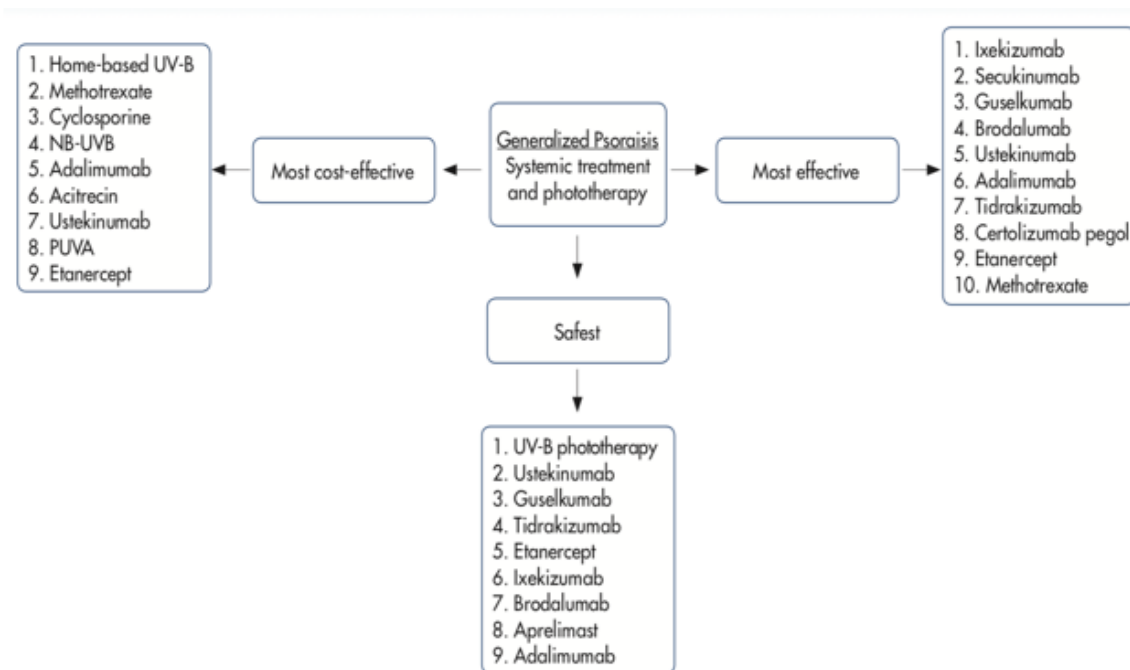 1. Home-based UV-B
2. Methotrexate
3. Cyclosporine
4. NB-UVB
5. Adalimumab
6. Acitrecin
7. Ustekinumab
8. PUVA
9. Etanercept
Most cost-effective
Generalized Psoraisis
Systemic treatment
and phototherapy
Most effective
1. Ixekizumab
2. Secukinumab
3. Guselkumab
4. Brodalumab
5. Ustekinumab
6. Adalimumab
7. Tidrakizumab
8. Certolizumab pegol
9. Etanercept
10. Methotrexate
Safest
1. UV-B phototherapy
2. Ustekinumab
3. Guselkumab
4. Tidrakizumab
5. Etanercept
6. Ixekizumab
7. Brodalumab
8. Aprelimast
9. Adalimumab